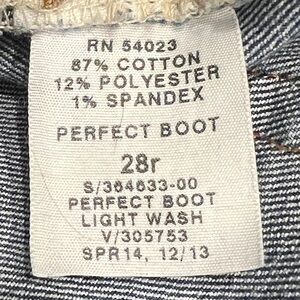 RN 54023
87% COTTON
12% POLYESTER
1% SPANDEX
PERFECT BOOT
28r
S/364633-00
PERFECT BOOT
LIGHT WASH
V/305753
SPR14, 12/13